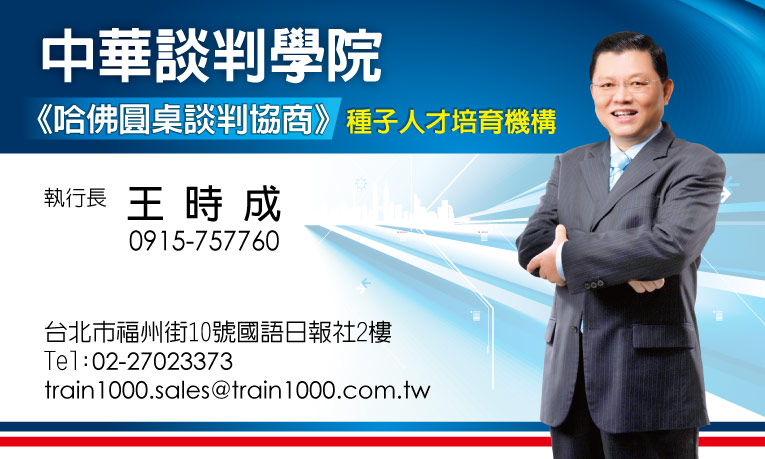 中華談判學院
《哈佛圓桌談判協商》 種子人才培育機構
執行長 王時成
0915-757760
台北市福州街10號國語日報社2樓
Tel:02-27023373
train1000.sales@train1000.com.tw